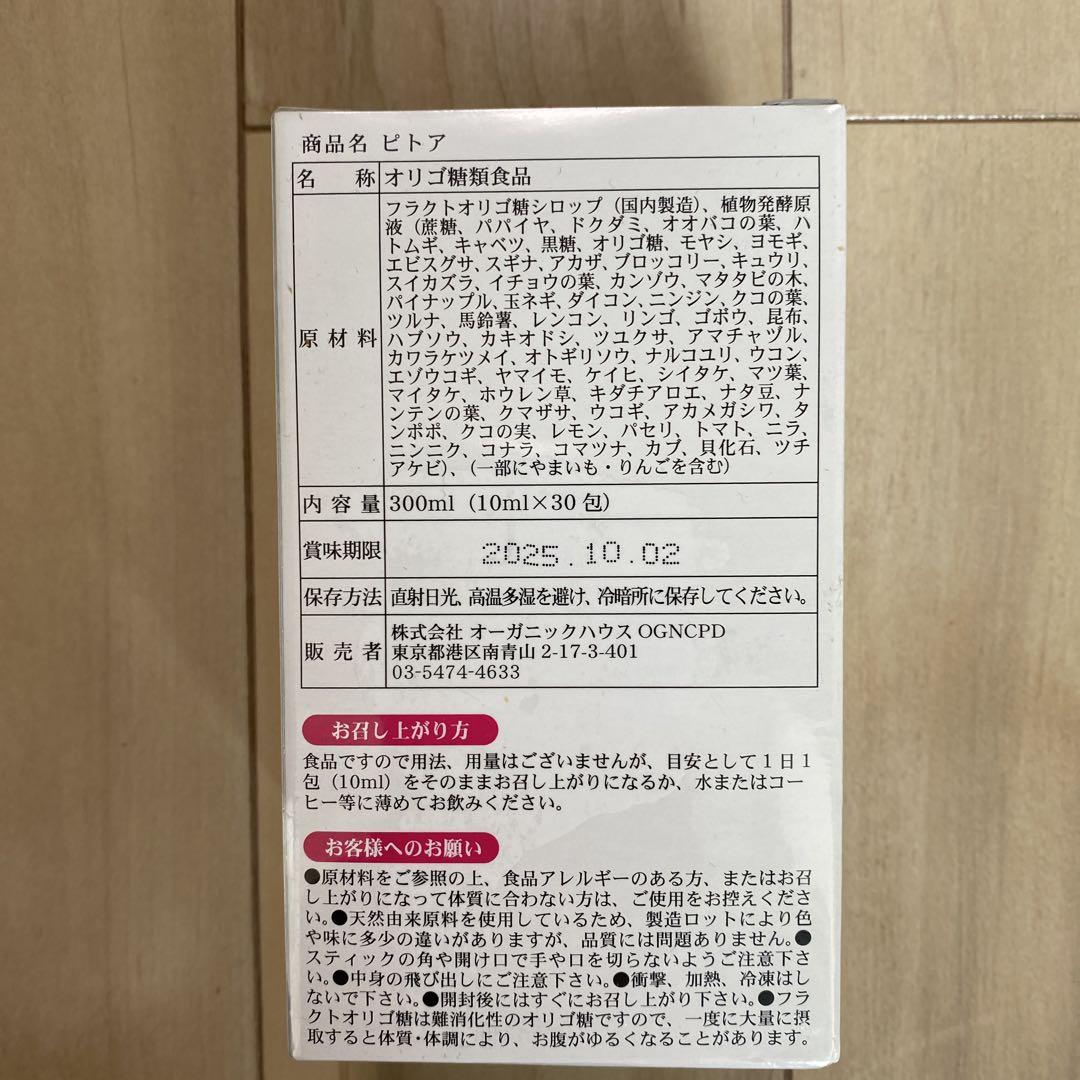 商品名 ピトア
名 称 オリゴ糖類食品
原材料
フラクトオリゴ糖シロップ（国内製造）、植物発酵原
液（蔗糖、パパイヤ、ドクダミ、オオバコの葉、ハ
トムギ、キャベツ、黒糖、オリゴ糖、モヤシ、ヨモギ、
エビスグサ、スギナ、アカザ、ブロッコリー、キュウリ、
スイカズラ、イチョウの葉、カンゾウ、マタタビの木、
パイナップル、玉ネギ、ダイコン、ニンジン、クコの葉、
ツルナ、馬鈴薯、レンコン、リンゴ、ゴボウ、昆布、
ハブソウ、カキオドシ、ツユクサ、アマチャヅル、
カワラケツメイ、オトギリソウ、ナルコユリ、ウコン、
エゾウコギ、ヤマイモ、ケイヒ、シイタケ、マツ葉、
マイタケ、ホウレン草、キダチアロエ、ナタ豆、ナ
ンテンの葉、クマザサ、ウコギ、アカメガシワ、タ
ンポポ、クコの実、レモン、パセリ、トマト、ニラ、
ニンニク、コナラ、コマツナ、カブ、貝化石、ツチ
アケビ）、（一部にやまいも・りんごを含む）
内容量 300ml（10ml×30 包）
賞味期限 2025.10.02
保存方法 直射日光、高温多湿を避け、冷暗所に保存してください。
販売者
株式会社 オーガニックハウス OGNCPD
東京都港区南青山 2-17-3-401
03-5474-4633
お召し上がり方
食品ですので用法、用量はございませんが、目安として１日１
包（10ml）をそのままお召し上がりになるか、水またはコー
ヒー等に薄めてお飲みください。
お客様へのお願い
●原材料をご参照の上、食品アレルギーのある方、またはお召
し上がりになって体質に合わない方は、ご使用をお控えくださ
い。●天然由来原料を使用しているため、製造ロットにより色
や味に多少の違いがありますが、品質には問題ありません。●
スティックの角や開け口で手や口を切らないようご注意下さ
い。●中身の飛び出しにご注意下さい。●衝撃、加熱、冷凍はし
ないで下さい。●開封後にはすぐにお召し上がり下さい。●フラ
クトオリゴ糖は難消化性のオリゴ糖ですので、一度に大量に摂
取すると体質･体調により、お腹がゆるくなることがあります。